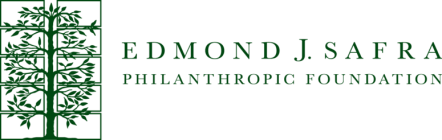 EDMOND J. SAFRA
PHILANTHROPIC FOUNDATION